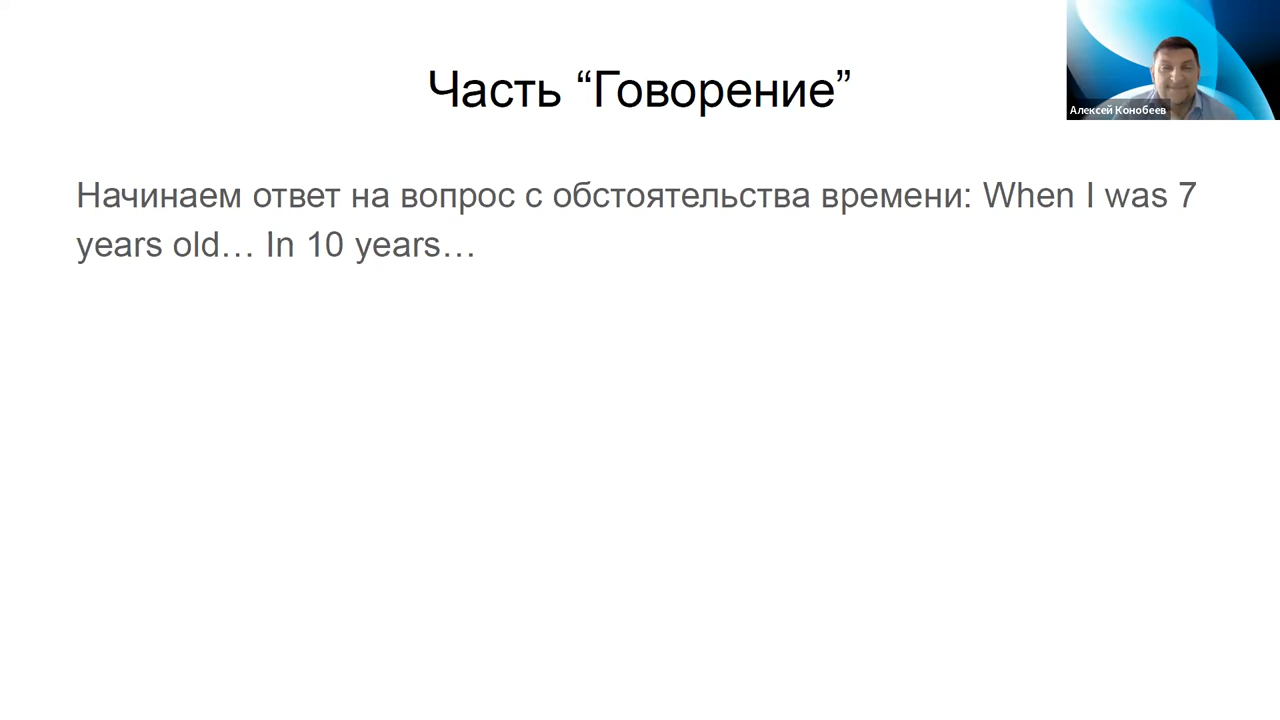 Часть “Говорение”
Алексей Конобеев
Начинаем ответ на вопрос с обстоятельства времени: When I was 7
years old… In 10 years…